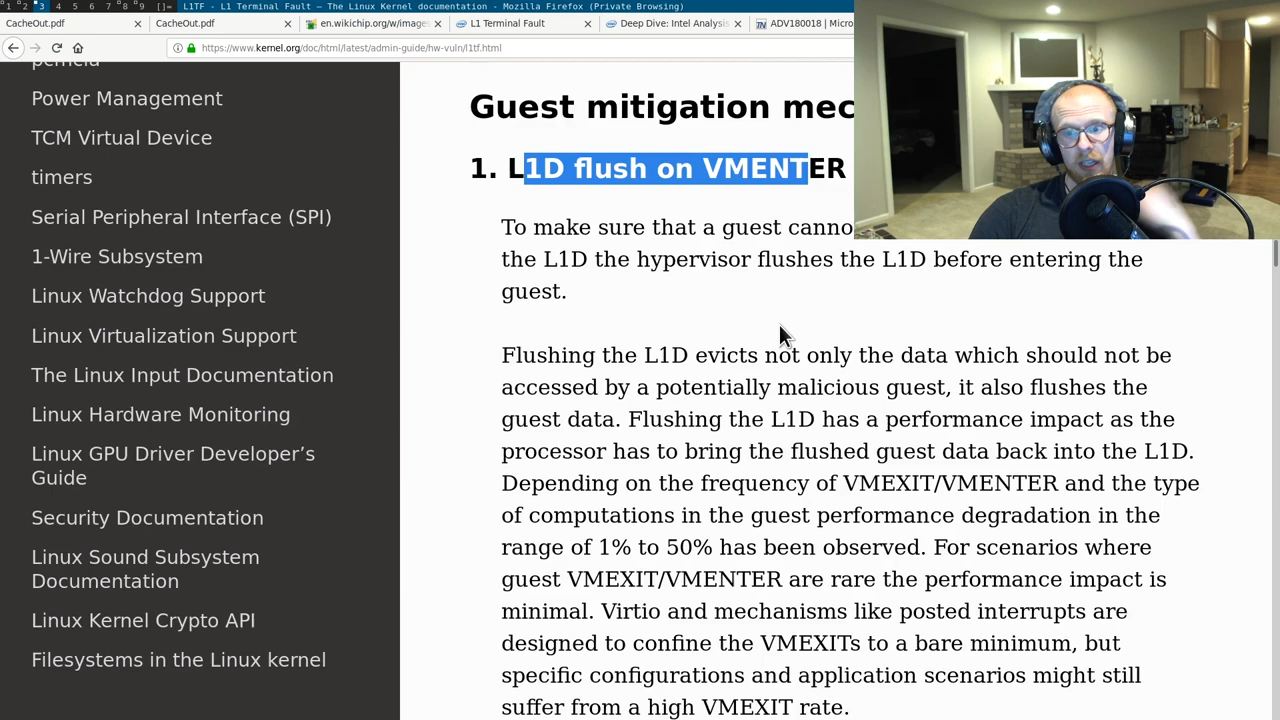 1 2 3 4 5 6 7 8 9 []= L1TF - L1 Terminal Fault — The Linux Kernel documentation - Mozilla Firefox (Private Browsing)
CacheOut.pdf CacheOut.pdf en.wikichip.org/w/image L1 Terminal Fault Deep Dive: Intel Analysis ADV180018 | Micro
https://www.kernel.org/doc/html/latest/admin-guide/hw-vuln/l1tf.html
Power Management
TCM Virtual Device
timers
Serial Peripheral Interface (SPI)
1-Wire Subsystem
Linux Watchdog Support
Linux Virtualization Support
The Linux Input Documentation
Linux Hardware Monitoring
Linux GPU Driver Developer’s
Guide
Security Documentation
Linux Sound Subsystem
Documentation
Linux Kernel Crypto API
Filesystems in the Linux kernel
Guest mitigation mec
1. L1D flush on VMENTER
To make sure that a guest canno
the L1D the hypervisor flushes the L1D before entering the
guest.
Flushing the L1D evicts not only the data which should not be
accessed by a potentially malicious guest, it also flushes the
guest data. Flushing the L1D has a performance impact as the
processor has to bring the flushed guest data back into the L1D.
Depending on the frequency of VMEXIT/VMENTER and the type
of computations in the guest performance degradation in the
range of 1% to 50% has been observed. For scenarios where
guest VMEXIT/VMENTER are rare the performance impact is
minimal. Virtio and mechanisms like posted interrupts are
designed to confine the VMEXITs to a bare minimum, but
specific configurations and application scenarios might still
suffer from a high VMEXIT rate.